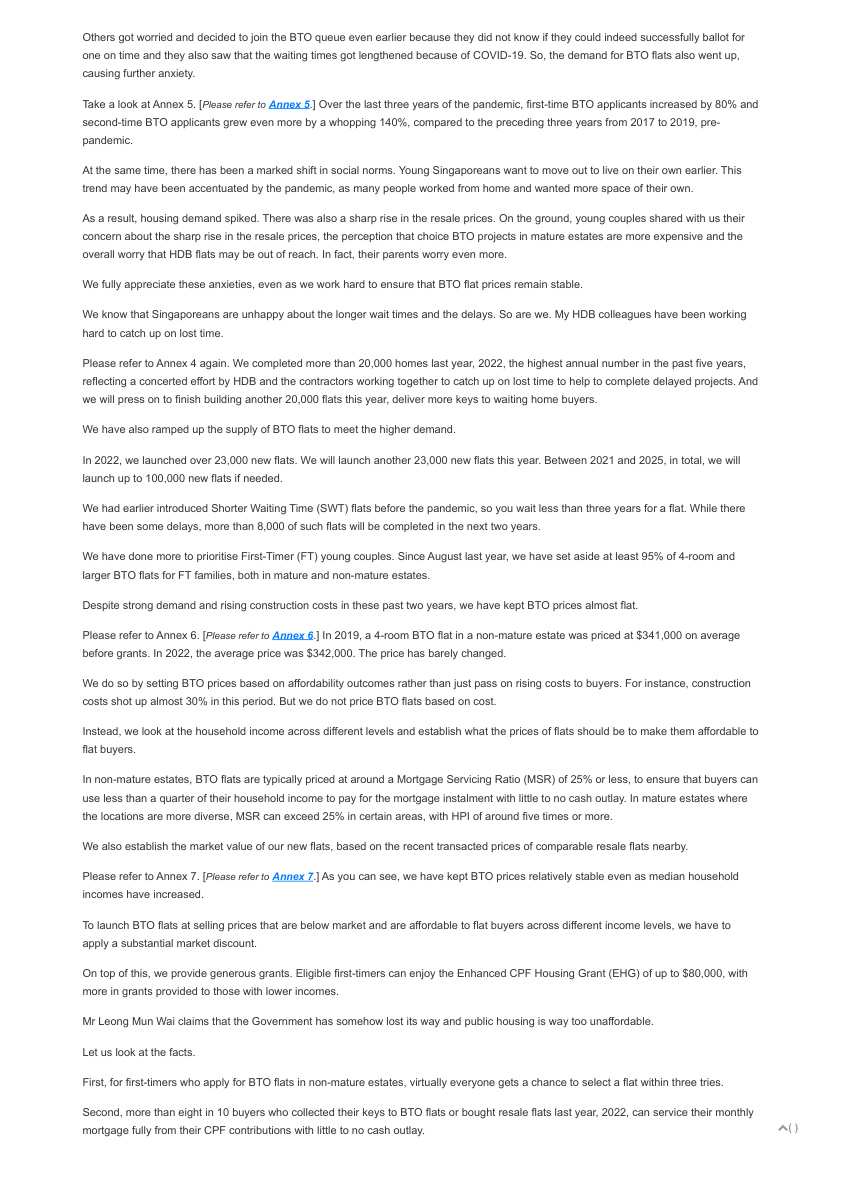 Others got worried and decided to join the BTO queue even earlier because they did not know if they could indeed successfully ballot for
one on time and they also saw that the waiting times got lengthened because of COVID-19. So, the demand for BTO flats also went up,
causing further anxiety.
Take a look at Annex 5. [Please refer to Annex 5.] Over the last three years of the pandemic, first-time BTO applicants increased by 80% and
second-time BTO applicants grew even more by a whopping 140%, compared to the preceding three years from 2017 to 2019, pre-
pandemic.
At the same time, there has been a marked shift in social norms. Young Singaporeans want to move out to live on their own earlier. This
trend may have been accentuated by the pandemic, as many people worked from home and wanted more space of their own.
As a result, housing demand spiked. There was also a sharp rise in the resale prices. On the ground, young couples shared with us their
concern about the sharp rise in the resale prices, the perception that choice BTO projects in mature estates are more expensive and the
overall worry that HDB flats may be out of reach. In fact, their parents worry even more.
We fully appreciate these anxieties, even as we work hard to ensure that BTO flat prices remain stable.
We know that Singaporeans are unhappy about the longer wait times and the delays. So are we. My HDB colleagues have been working
hard to catch up on lost time.
Please refer to Annex 4 again. We completed more than 20,000 homes last year, 2022, the highest annual number in the past five years,
reflecting a concerted effort by HDB and the contractors working together to catch up on lost time to help to complete delayed projects. And
we will press on to finish building another 20,000 flats this year, deliver more keys to waiting home buyers.
We have also ramped up the supply of BTO flats to meet the higher demand.
In 2022, we launched over 23,000 new flats. We will launch another 23,000 new flats this year. Between 2021 and 2025, in total, we will
launch up to 100,000 new flats if needed.
We had earlier introduced Shorter Waiting Time (SWT) flats before the pandemic, so you wait less than three years for a flat. While there
have been some delays, more than 8,000 of such flats will be completed in the next two years.
We have done more to prioritise First-Timer (FT) young couples. Since August last year, we have set aside at least 95% of 4-room and
larger BTO flats for FT families, both in mature and non-mature estates.
Despite strong demand and rising construction costs in these past two years, we have kept BTO prices almost flat.
Please refer to Annex 6. [Please refer to Annex 6.] In 2019, a 4-room BTO flat in a non-mature estate was priced at $341,000 on average
before grants. In 2022, the average price was $342,000. The price has barely changed.
We do so by setting BTO prices based on affordability outcomes rather than just pass on rising costs to buyers. For instance, construction
costs shot up almost 30% in this period. But we do not price BTO flats based on cost.
Instead, we look at the household income across different levels and establish what the prices of flats should be to make them affordable to
flat buyers.
In non-mature estates, BTO flats are typically priced at around a Mortgage Servicing Ratio (MSR) of 25% or less, to ensure that buyers can
use less than a quarter of their household income to pay for the mortgage instalment with little to no cash outlay. In mature estates where
the locations are more diverse, MSR can exceed 25% in certain areas, with HPI of around five times or more.
We also establish the market value of our new flats, based on the recent transacted prices of comparable resale flats nearby.
Please refer to Annex 7. [Please refer to Annex 7.] As you can see, we have kept BTO prices relatively stable even as median household
incomes have increased.
To launch BTO flats at selling prices that are below market and are affordable to flat buyers across different income levels, we have to
apply a substantial market discount.
On top of this, we provide generous grants. Eligible first-timers can enjoy the Enhanced CPF Housing Grant (EHG) of up to $80,000, with
more in grants provided to those with lower incomes.
Mr Leong Mun Wai claims that the Government has somehow lost its way and public housing is way too unaffordable.
Let us look at the facts.
First, for first-timers who apply for BTO flats in non-mature estates, virtually everyone gets a chance to select a flat within three tries.
Second, more than eight in 10 buyers who collected their keys to BTO flats or bought resale flats last year, 2022, can service their monthly
mortgage fully from their CPF contributions with little to no cash outlay.
( )